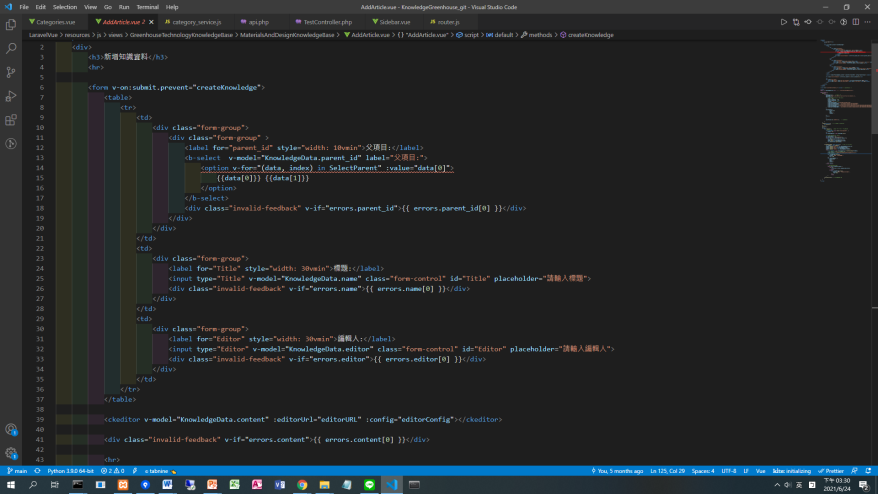 File Edit Selection View Go Run Terminal Help
AddArticle.vue - KnowledgeGreenhouse_git - Visual Studio Code
Categories.vue AddArticle.vue 2 category_service.js api.php TestController.php Sidebar.vue router.js
LaravelVue > resources > js > views > GreenhouseTechnologyKnowledgeBase > MaterialsAndDesignKnowledgeBase > AddArticle.vue > {} "AddArticle.vue" > script > default > methods > createKnowledge
2 <div>
3 <h3>新增知識資料</h3>
4 <hr>
5
6 <form v-on:submit.prevent="createKnowledge">
7 <table>
8 <tr>
9 <td>
10 <div class="form-group">
11 <div class="form-group" >
12 <label for="parent_id" style="width: 10vmin">父項目:</label>
13 <b-select  v-model="KnowledgeData.parent_id" label="父項目:">
14 <option v-for="(data, index) in SelectParent" :value="data[0]">
15 {{data[0]}} {{data[1]}}
16 </option>
17 </b-select>
18 <div class="invalid-feedback" v-if="errors.parent_id">{{ errors.parent_id[0] }}</div>
19 </div>
20 </div>
21 </td>
22 <td>
23 <div class="form-group">
24 <label for="Title" style="width: 30vmin">標題:</label>
25 <input type="Title" v-model="KnowledgeData.name" class="form-control" id="Title" placeholder="請輸入標題">
26 <div class="invalid-feedback" v-if="errors.name">{{ errors.name[0] }}</div>
27 </div>
28 </td>
29 <td>
30 <div class="form-group">
31 <label for="Editor" style="width: 30vmin">編輯人:</label>
32 <input type="Editor" v-model="KnowledgeData.editor" class="form-control" id="Editor" placeholder="請輸入編輯人">
33 <div class="invalid-feedback" v-if="errors.editor">{{ errors.editor[0] }}</div>
34 </div>
35 </td>
36 </tr>
37 </table>
38
39 <ckeditor v-model="KnowledgeData.content" :editorUrl="editorURL" :config="editorConfig"></ckeditor>
40
41 <div class="invalid-feedback" v-if="errors.content">{{ errors.content[0] }}</div>
42
43 <hr>
main Python 3.9.0 64-bit 2 0 tabnine You, 5 months ago Ln 125, Col 29 Spaces: 4 UTF-8 LF Vue kite: initializing Prettier
英 下午 03:30
2021/6/24